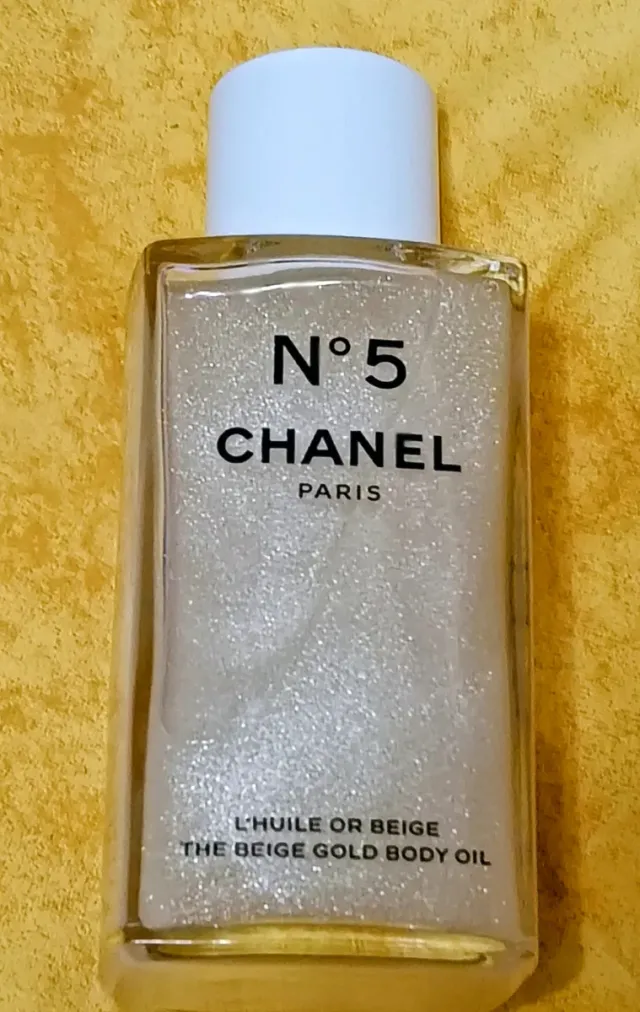 N°5
CHANEL
PARIS
L'HUILE OR BEIGE
THE BEIGE GOLD BODY OIL